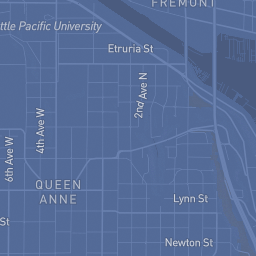 FREMONT
ttle Pacific University
Etruria St
2nd Ave N
4th Ave W
6th Ave W
QUEEN
ANNE
Lynn St
St
Newton St